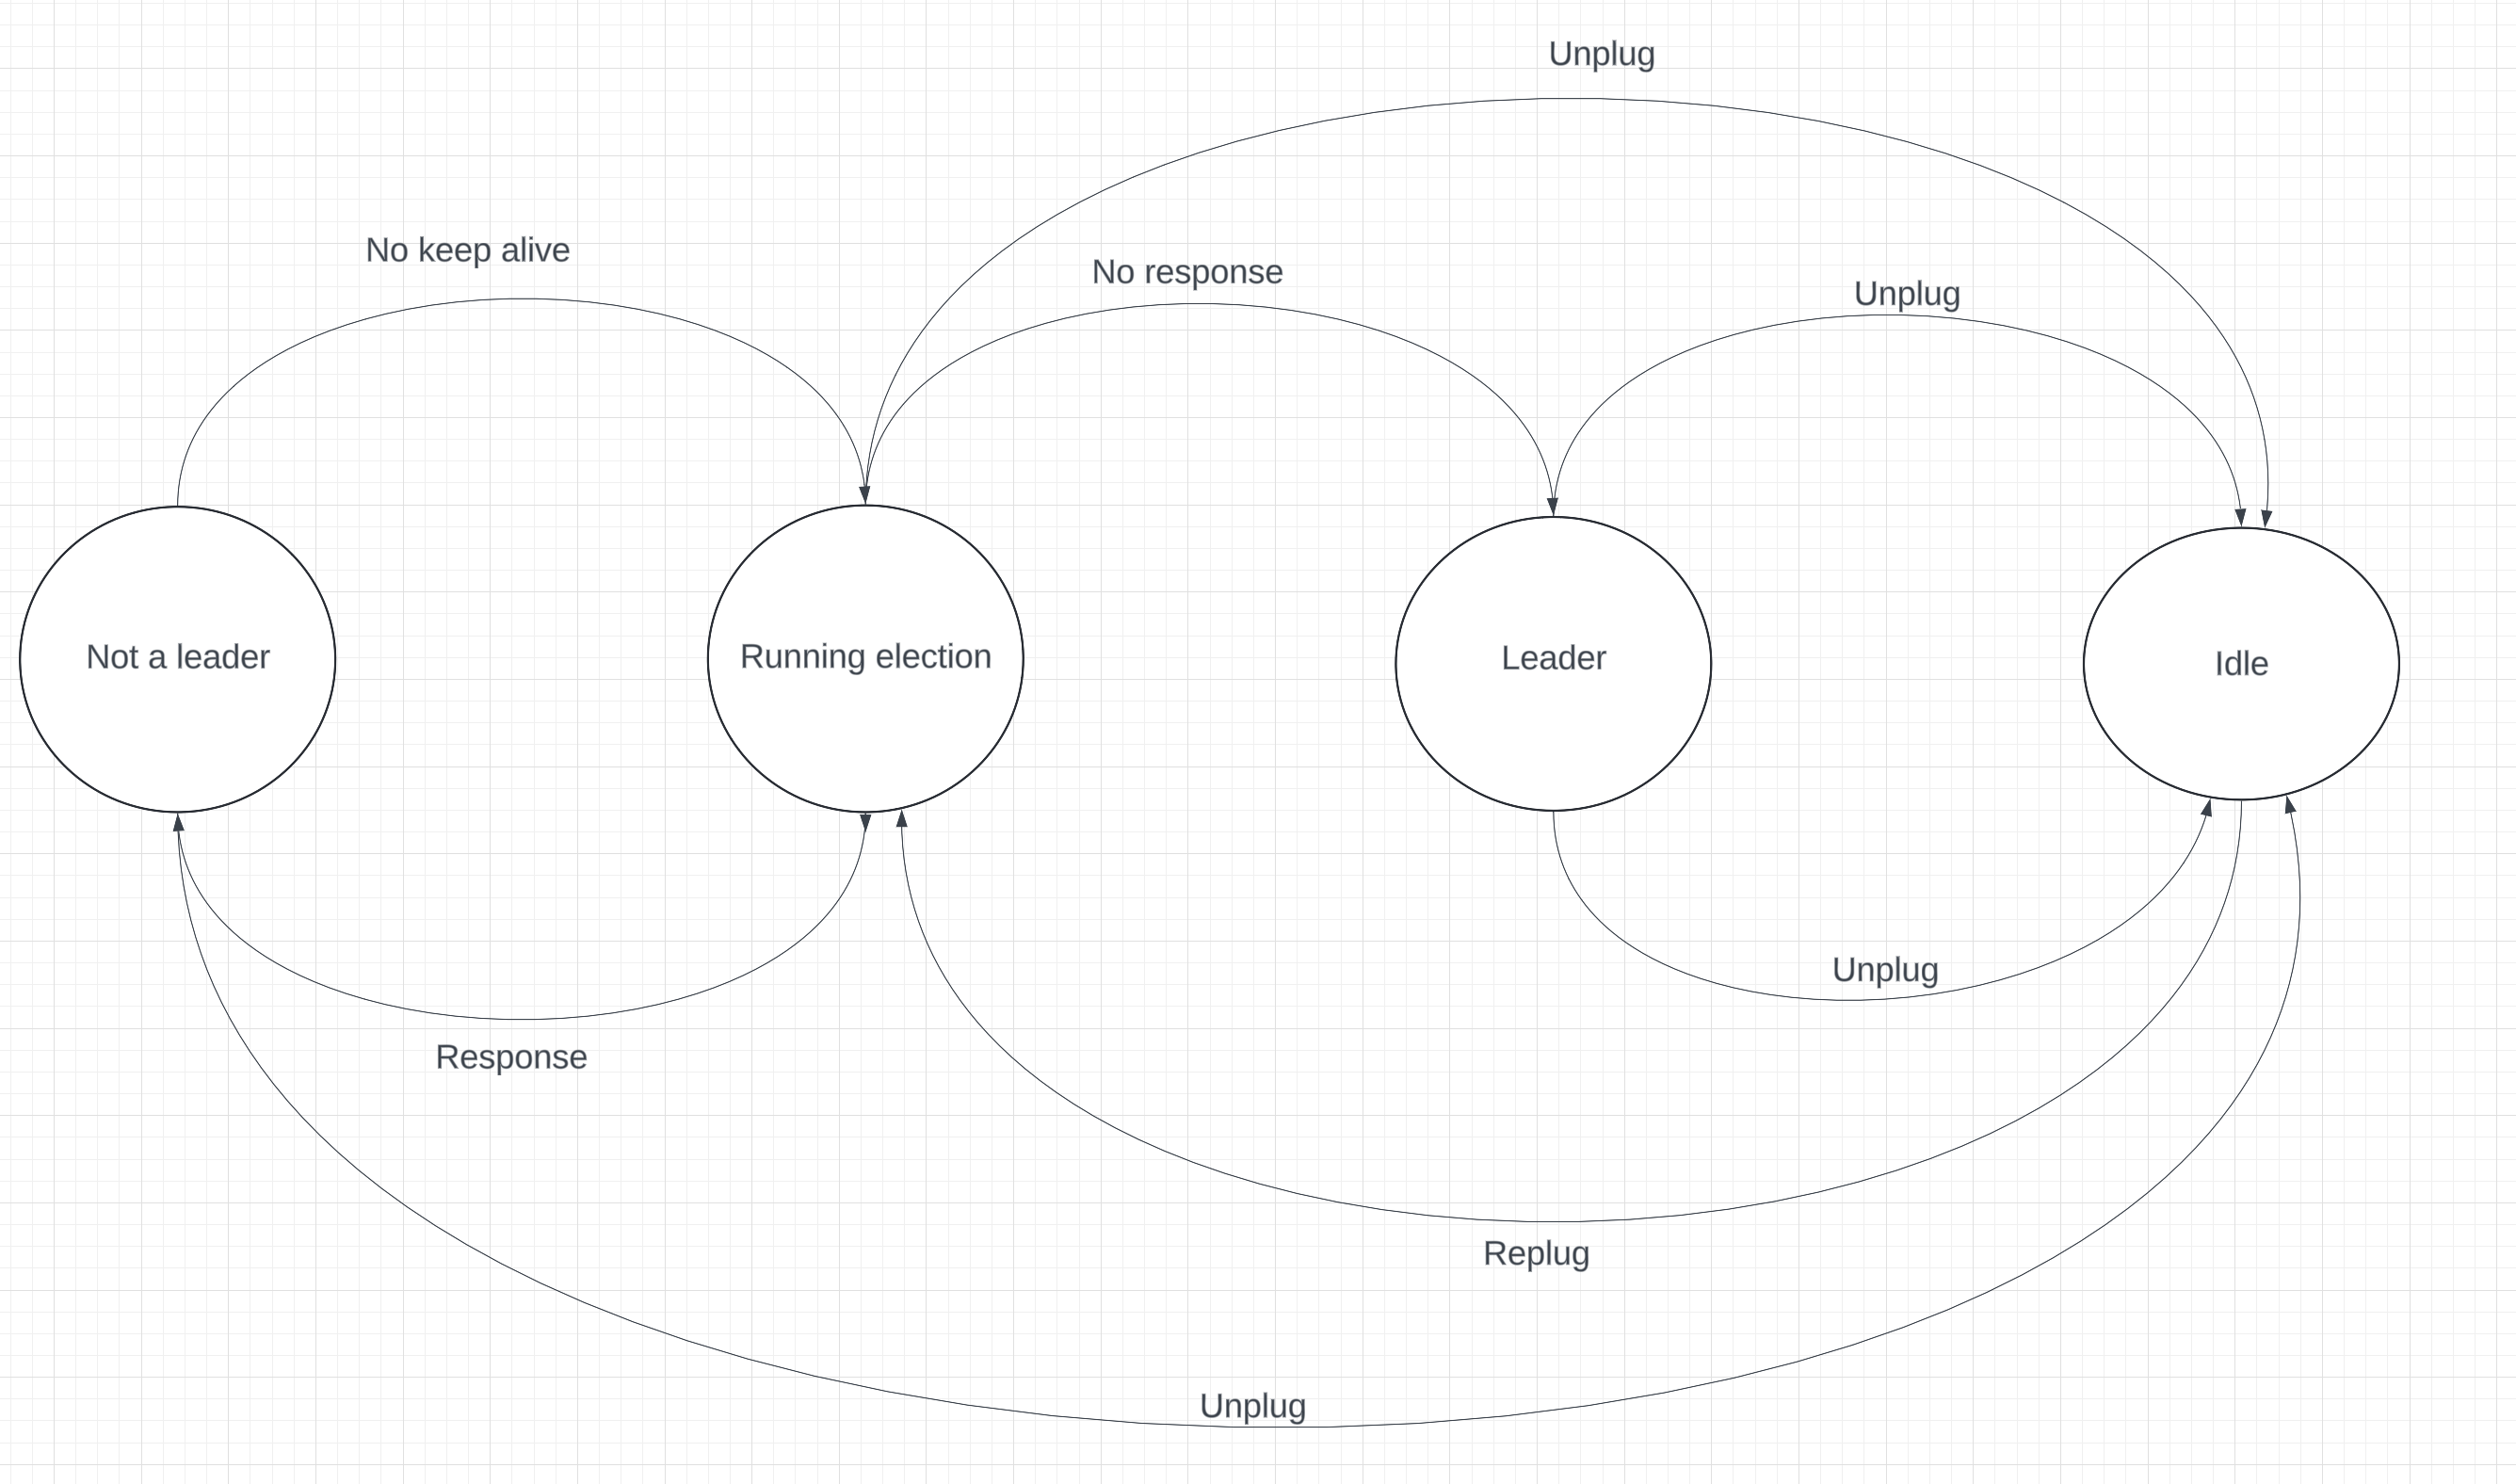 Unplug
No keep alive
No response
Unplug
Not a leader
Running election
Leader
Idle
Unplug
Response
Replug
Unplug